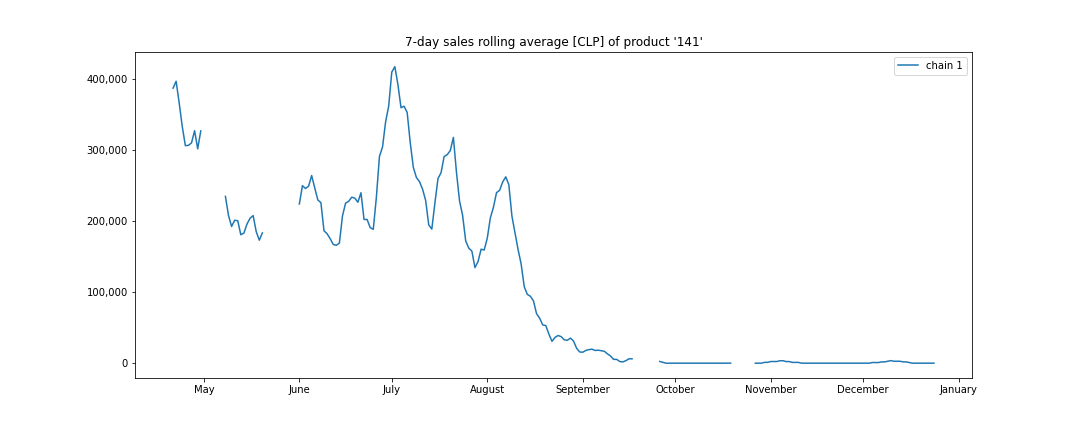 7-day sales rolling average [CLP] of product '141'
chain 1
400,000
300,000
200,000
100,000
0
May June July August September October November December January